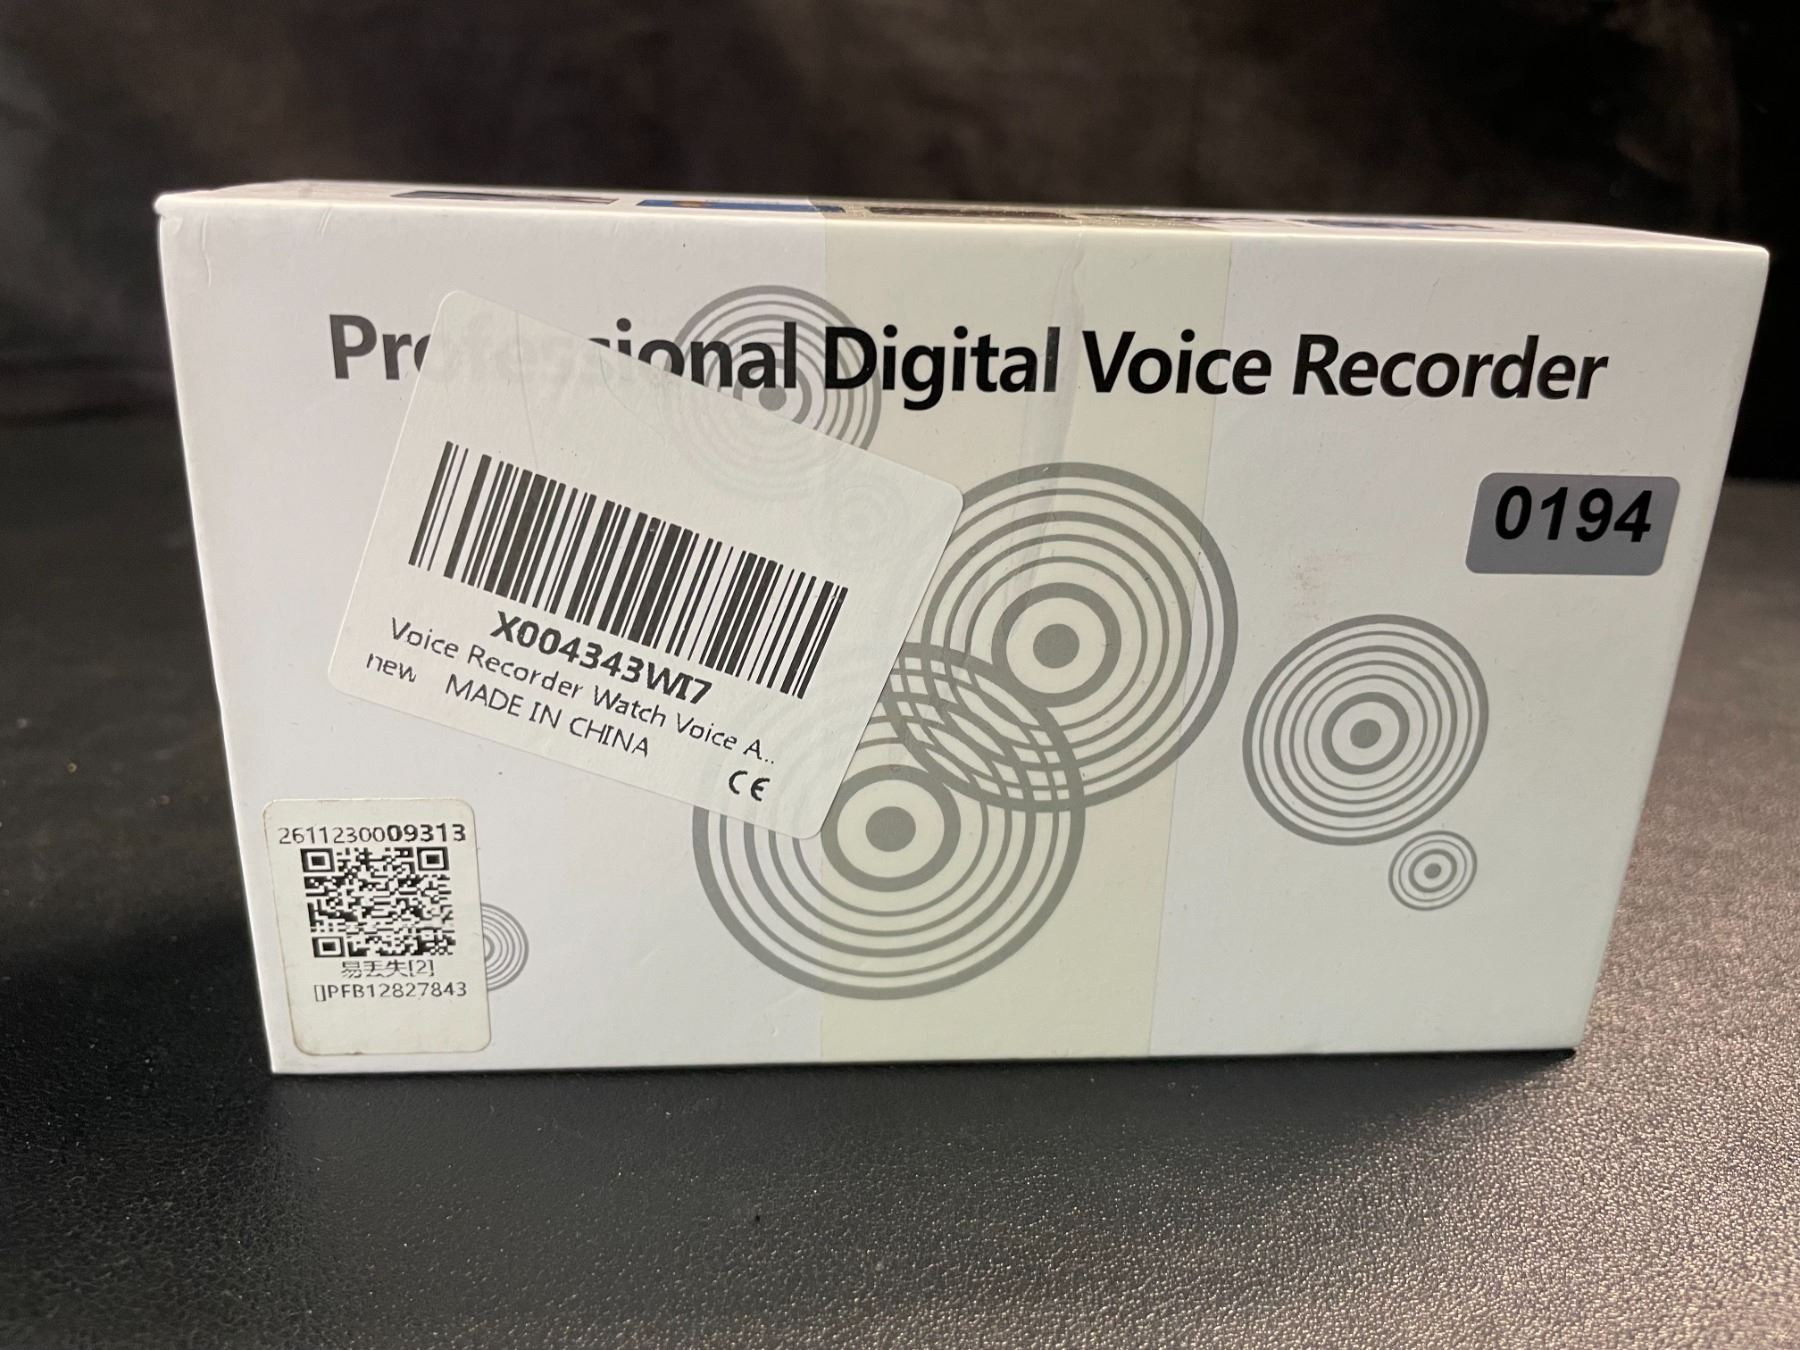 Professional Digital Voice Recorder
0194
X004343WI7
Voice Recorder Watch Voice A..
new MADE IN CHINA
CE
2611230009313
易丢失[2]
[]PFB12827843